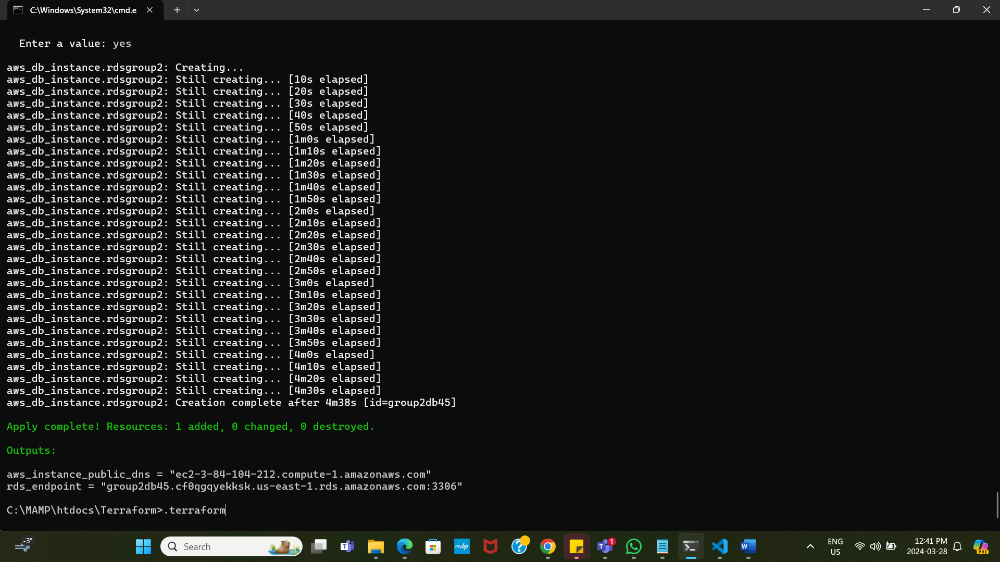 C:\Windows\System32\cmd.e
Enter a value: yes
aws_db_instance.rdsgroup2: Creating...
aws_db_instance.rdsgroup2: Still creating... [10s elapsed]
aws_db_instance.rdsgroup2: Still creating... [20s elapsed]
aws_db_instance.rdsgroup2: Still creating... [30s elapsed]
aws_db_instance.rdsgroup2: Still creating... [40s elapsed]
aws_db_instance.rdsgroup2: Still creating... [50s elapsed]
aws_db_instance.rdsgroup2: Still creating... [1m0s elapsed]
aws_db_instance.rdsgroup2: Still creating... [1m10s elapsed]
aws_db_instance.rdsgroup2: Still creating... [1m20s elapsed]
aws_db_instance.rdsgroup2: Still creating... [1m30s elapsed]
aws_db_instance.rdsgroup2: Still creating... [1m40s elapsed]
aws_db_instance.rdsgroup2: Still creating... [1m50s elapsed]
aws_db_instance.rdsgroup2: Still creating... [2m0s elapsed]
aws_db_instance.rdsgroup2: Still creating... [2m10s elapsed]
aws_db_instance.rdsgroup2: Still creating... [2m20s elapsed]
aws_db_instance.rdsgroup2: Still creating... [2m30s elapsed]
aws_db_instance.rdsgroup2: Still creating... [2m40s elapsed]
aws_db_instance.rdsgroup2: Still creating... [2m50s elapsed]
aws_db_instance.rdsgroup2: Still creating... [3m0s elapsed]
aws_db_instance.rdsgroup2: Still creating... [3m10s elapsed]
aws_db_instance.rdsgroup2: Still creating... [3m20s elapsed]
aws_db_instance.rdsgroup2: Still creating... [3m30s elapsed]
aws_db_instance.rdsgroup2: Still creating... [3m40s elapsed]
aws_db_instance.rdsgroup2: Still creating... [3m50s elapsed]
aws_db_instance.rdsgroup2: Still creating... [4m0s elapsed]
aws_db_instance.rdsgroup2: Still creating... [4m10s elapsed]
aws_db_instance.rdsgroup2: Still creating... [4m20s elapsed]
aws_db_instance.rdsgroup2: Still creating... [4m30s elapsed]
aws_db_instance.rdsgroup2: Creation complete after 4m38s [id=group2db45]
Apply complete! Resources: 1 added, 0 changed, 0 destroyed.
Outputs:
aws_instance_public_dns = "ec2-3-84-104-212.compute-1.amazonaws.com"
rds_endpoint = "group2db45.cf0qgqyekksk.us-east-1.rds.amazonaws.com:3306"
C:\MAMP\htdocs\Terraform>.terraform
-3°
Search
myhp
1
ENG
US
12:41 PM
2024-03-28
PRE